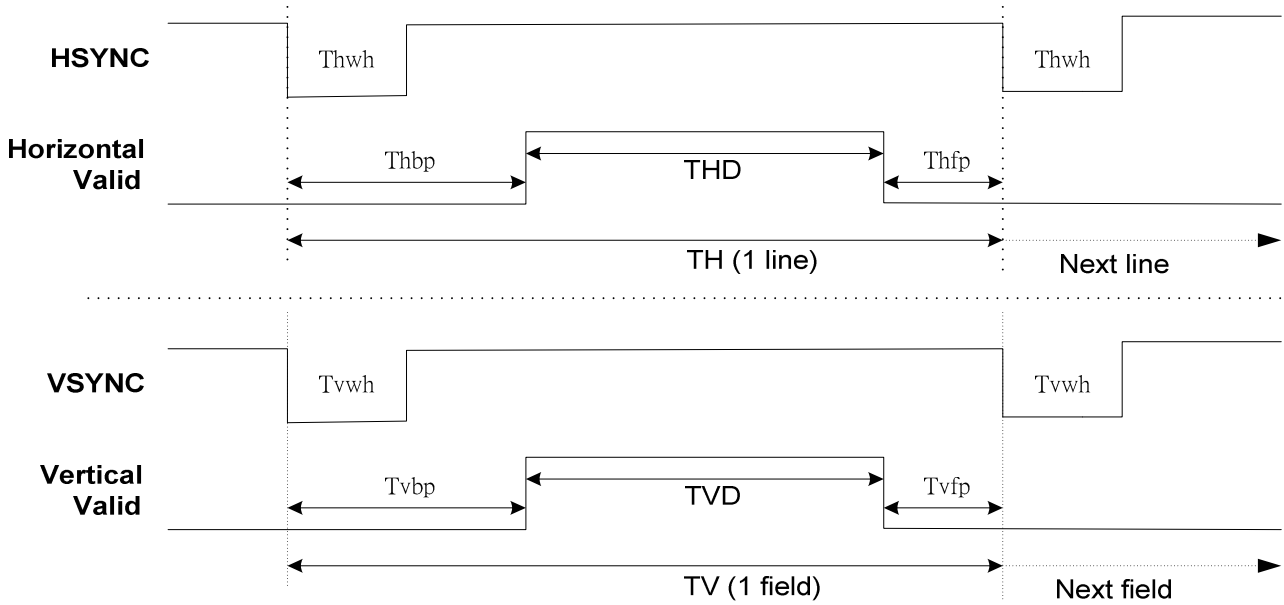 HSYNC
Thwh
Thwh
Horizontal
Valid
Thbp
THD
Thfp
TH (1 line)
Next line
VSYNC
Tvwh
Tvwh
Vertical
Valid
Tvbp
TVD
Tvfp
TV (1 field)
Next field